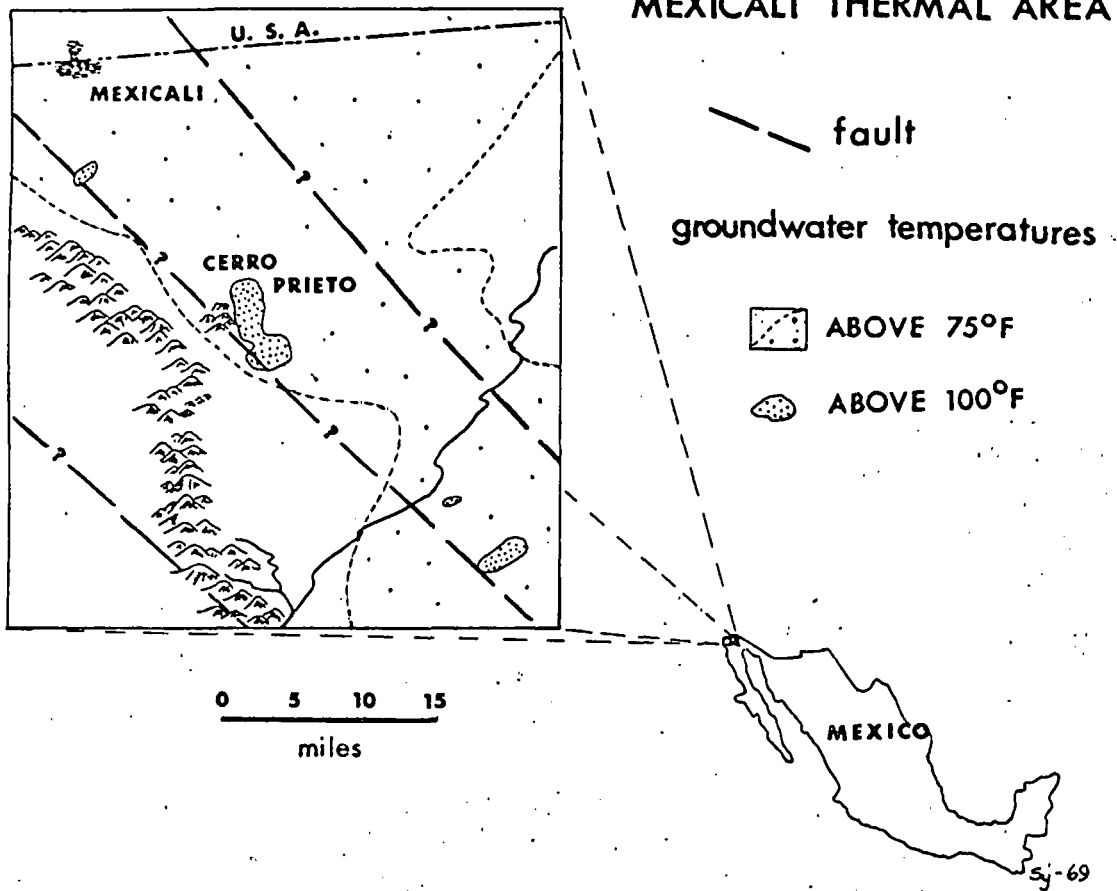 MEXICALI THERMAL AREA
U. S. A.
MEXICALI
?
fault
groundwater temperatures
?
CERRO
PRIETO
ABOVE 75°F
?
ABOVE 100°F
?
?
0 5 10 15
miles
MEXICO
Sj-69